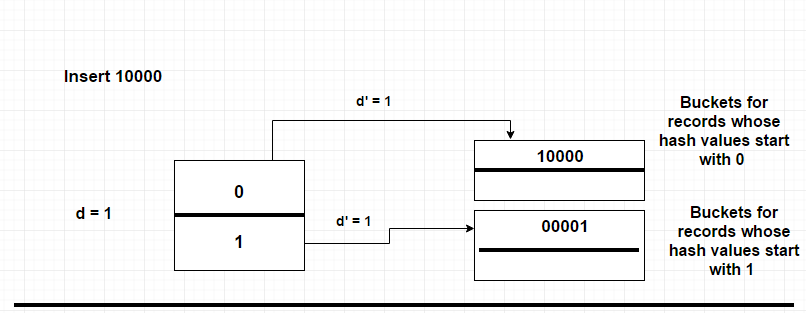 Insert 10000
d' = 1
Buckets for
records whose
hash values start
with 0
10000
0
d = 1
d' = 1
1
00001
Buckets for
records whose
hash values start
with 1